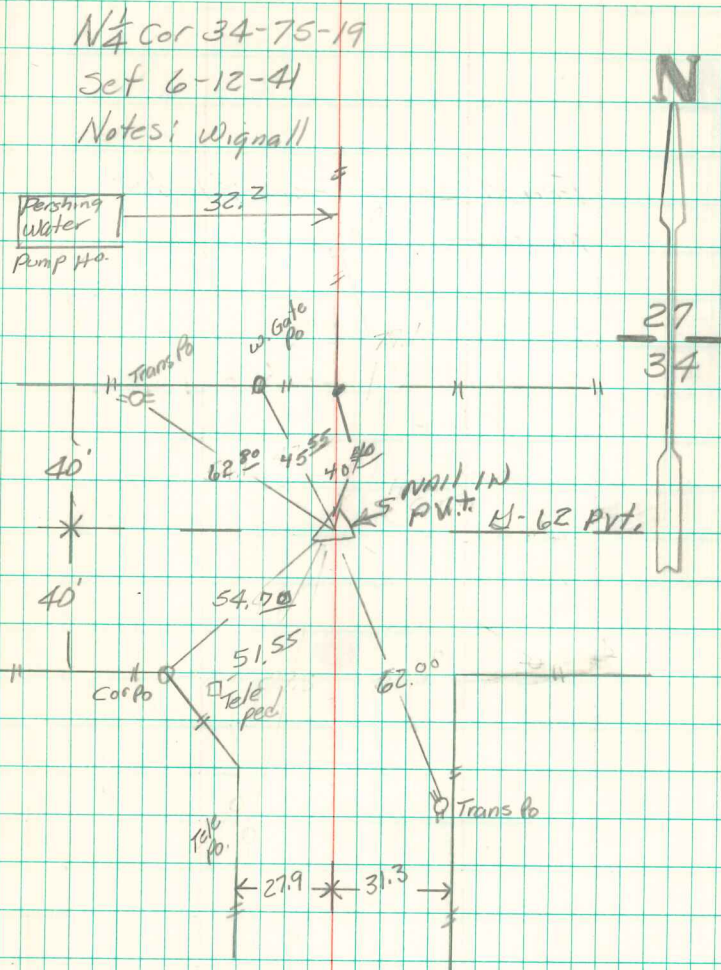 N 1/4 Cor 34-75-19
Set 6-12-41
Notes: Wignall
N
Pershing
Water
Pump Ho.
32.2
27
34
Trans Po
W. Gate
Po
40'
62.80
45.55
40.40
NAIL IN
PVt.
H-62 Pvt.
40'
54.70
51.55
Cor Po
Tele
ped
62.00
Trans Po
Tele
Po.
27.9
31.3